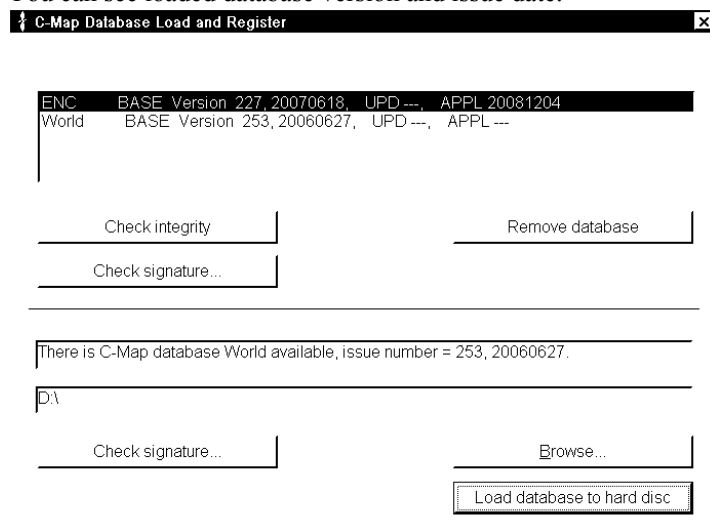 You can see loaded database version and issue date.
C-Map Database Load and Register
ENC BASE Version 227, 20070618, UPD ---, APPL 20081204
World BASE Version 253, 20060627, UPD ---, APPL ---
Check integrity Remove database
Check signature...
There is C-Map database World available, issue number = 253, 20060627.
D:\
Check signature... Browse...
Load database to hard disc